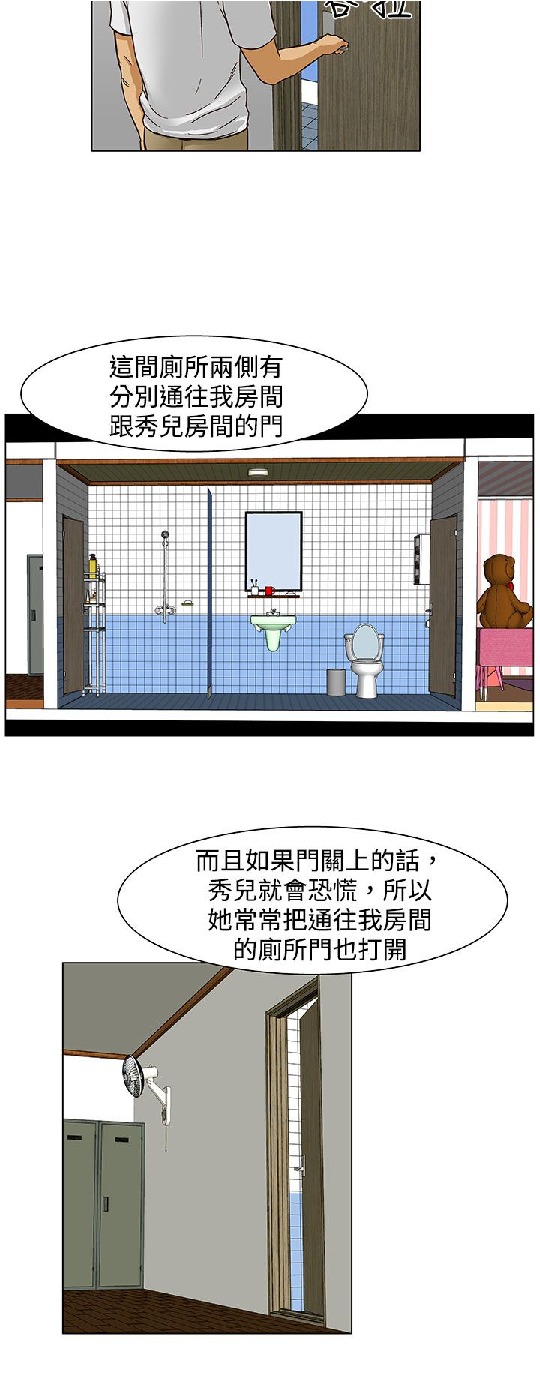 這間廁所兩側有
分別通往我房間
跟秀兒房間的門
而且如果門關上的話，
秀兒就會恐慌，所以
她常常把通往我房間
的廁所門也打開